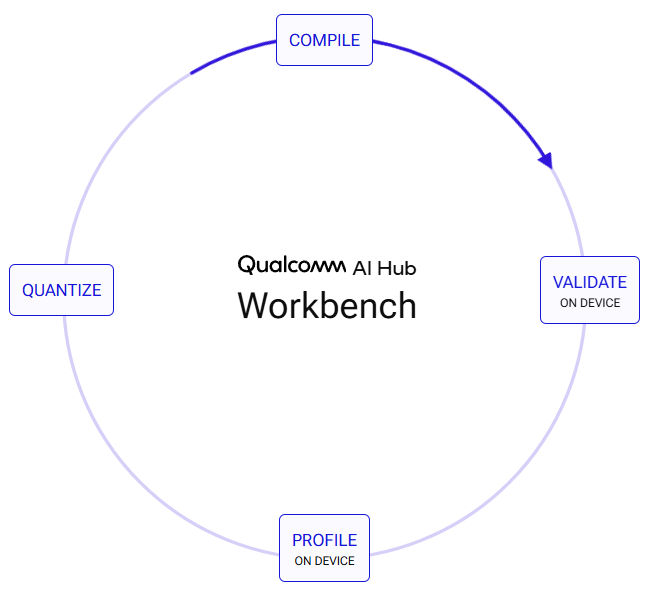 COMPILE
Qualcomm AI Hub
Workbench
QUANTIZE
VALIDATE
ON DEVICE
PROFILE
ON DEVICE